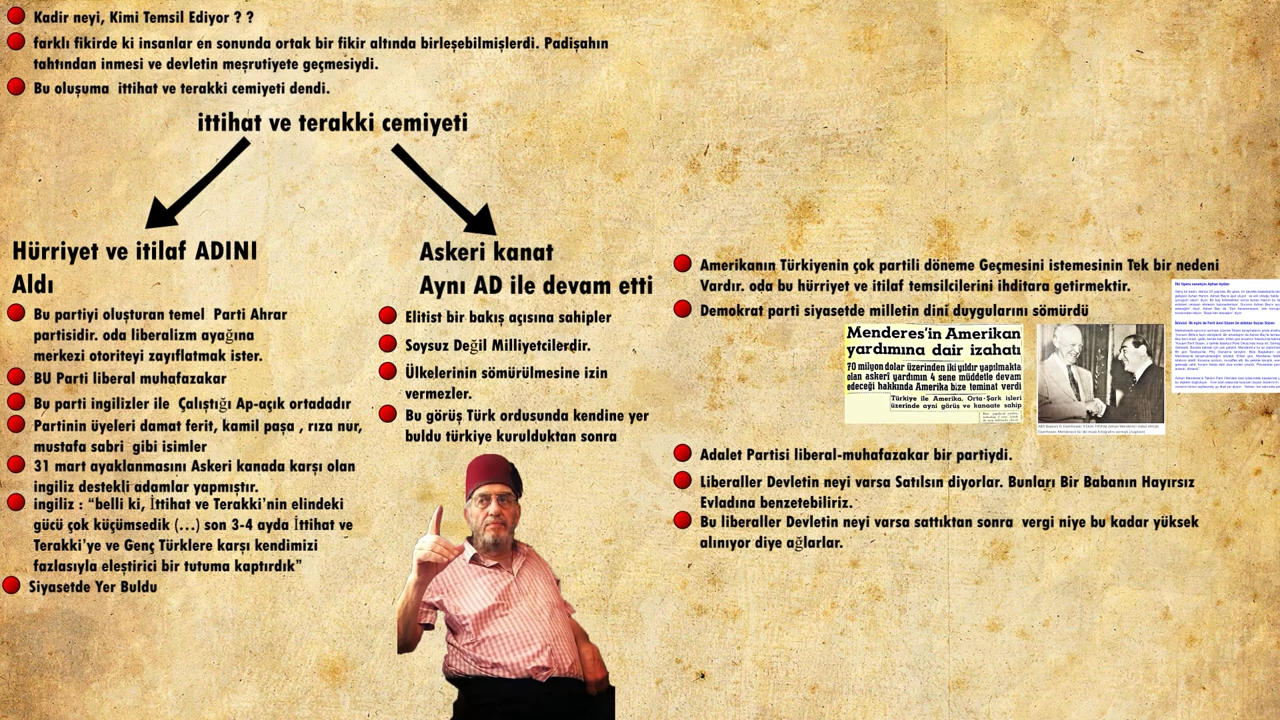 Kadir neyi, Kimi Temsil Ediyor ? ?
farklı fikirde ki insanlar en sonunda ortak bir fikir altında birleşebilmişlerdi. Padişahın
tahtından inmesi ve devletin meşrutiyete geçmesiydi.
Bu oluşuma ittihat ve terakki cemiyeti dendi.
ittihat ve terakki cemiyeti
Hürriyet ve itilaf ADINI
Aldı
Bu partiyi oluşturan temel Parti Ahrar
partisidir. oda liberalizm ayağına
merkezi otoriteyi zayıflatmak ister.
BU Parti liberal muhafazakar
Bu parti ingilizler ile Çalıştığı Ap-açık ortadadır
Partinin üyeleri damat ferit, kamil paşa , rıza nur,
mustafa sabri gibi isimler
31 mart ayaklanmasını Askeri kanada karşı olan
ingiliz destekli adamlar yapmıştır.
ingiliz : “belli ki, İttihat ve Terakki’nin elindeki
gücü çok küçümsedik (…) son 3-4 ayda İttihat ve
Terakki’ye ve Genç Türklere karşı kendimizi
fazlasıyla eleştirici bir tutuma kaptırdık”
Siyasetde Yer Buldu
Askeri kanat
Aynı AD ile devam etti
Elitist bir bakış açısına sahipler
Soysuz Değil Milliyetcilerdir.
Ülkelerinin sömürülmesine izin
vermezler.
Bu görüş Türk ordusunda kendine yer
buldu türkiye kurulduktan sonra
Amerikanın Türkiyenin çok partili döneme Geçmesini istemesinin Tek bir nedeni
Vardır. oda bu hürriyet ve itilaf temsilcilerini ihditara getirmektir.
Demokrat parti siyasetde milletin dini duygularını sömürdü
Menderes'in Amerikan
yardımına dair izahatı
70 milyon dolar üzerinden iki yıldır yapılmakta
olan askeri yardımın 4 sene müddetle devam
edeceği hakkında Amerika bize teminat verdi
Türkiye ile Amerika, Orta-Şark işleri
üzerinde ayni görüş ve kanaate sahip
Adalet Partisi liberal-muhafazakar bir partiydi.
Liberaller Devletin neyi varsa Satılsın diyorlar. Bunları Bir Babanın Hayırsız
Evladına benzetebiliriz.
Bu liberaller Devletin neyi varsa sattıktan sonra vergi niye bu kadar yüksek
alınıyor diye ağlarlar.